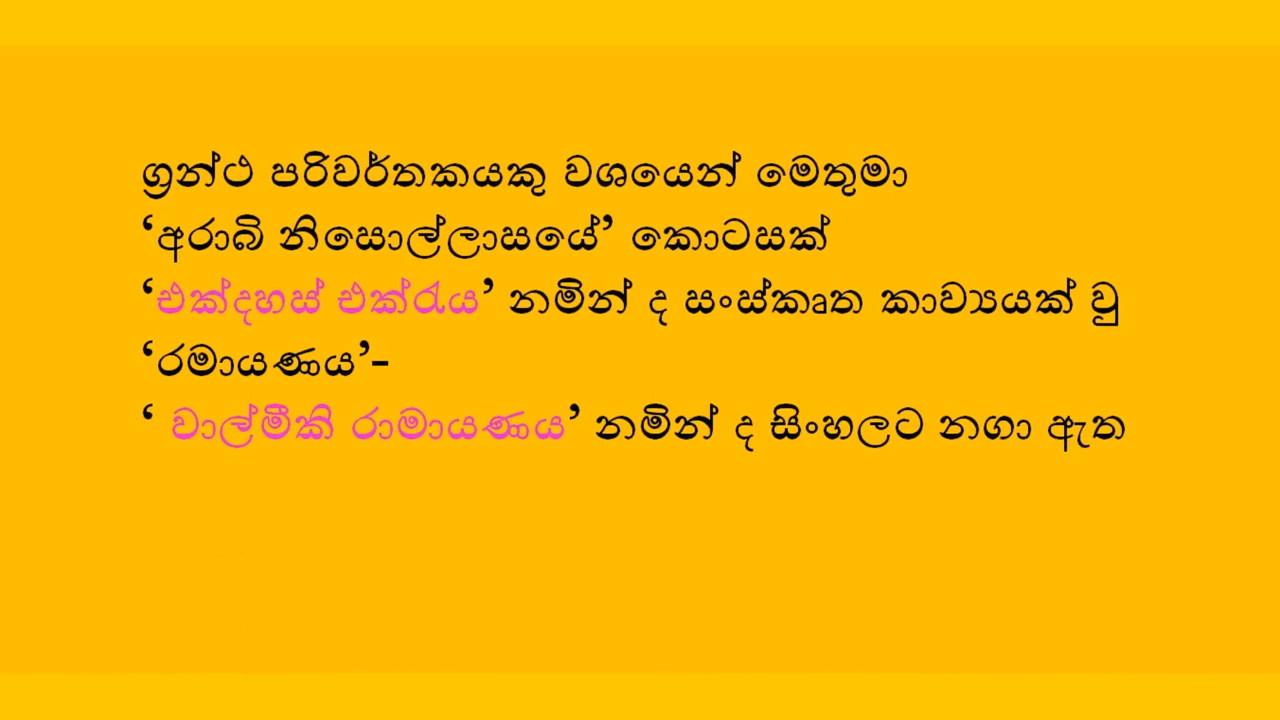 ග්‍රන්ථ පරිවර්තකයකු වශයෙන් මෙතුමා
‘අරාබි නිසොල්ලාසයේ’ කොටසක්
‘එක්දහස් එක්රැය’ නමින් ද සංස්කෘත කාව්‍යයක් වු
‘රමායණය’-
‘ වාල්මීකි රාමායණය’ නමින් ද සිංහලට නගා ඇත